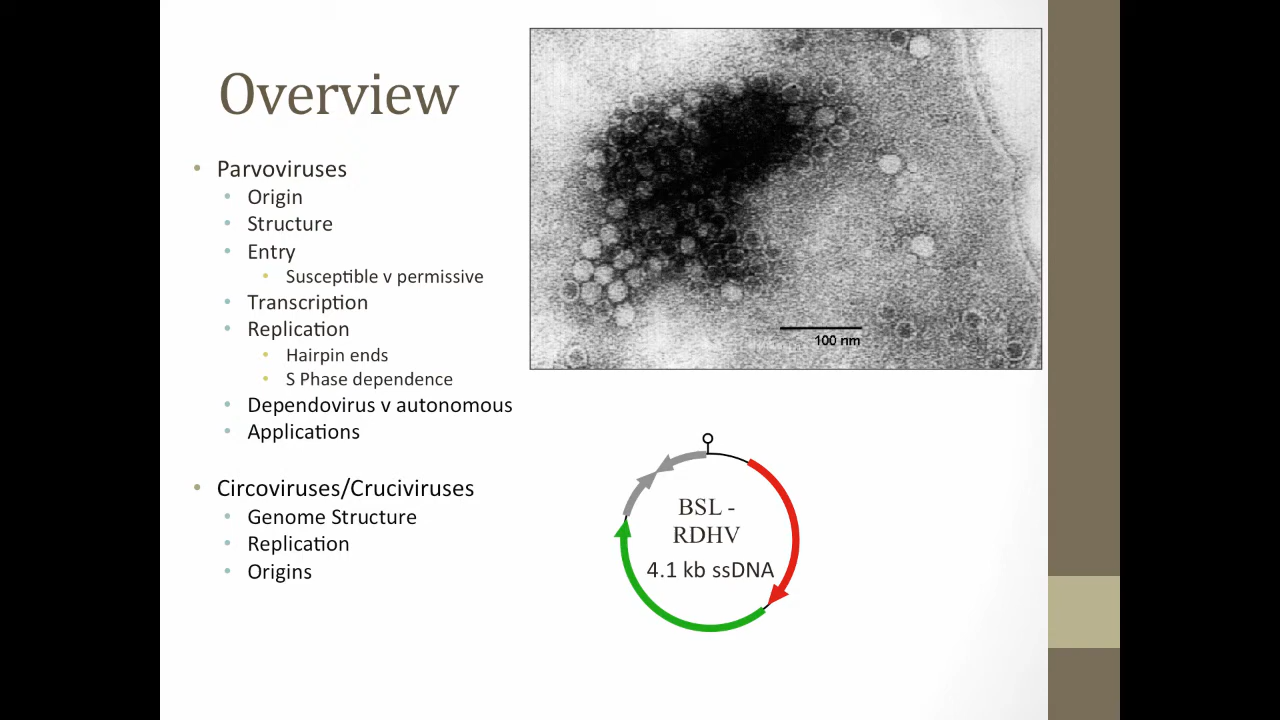 Overview
Parvoviruses
Origin
Structure
Entry
Susceptible v permissive
Transcription
Replication
Hairpin ends
S Phase dependence
Dependovirus v autonomous
Applications
Circoviruses/Cruciviruses
Genome Structure
Replication
Origins
100 nm
BSL -
RDHV
4.1 kb ssDNA